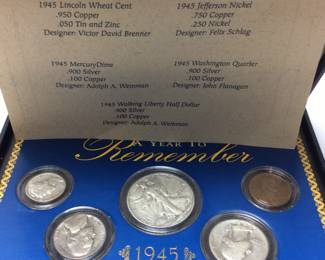 1945 Lincoln Wheat Cent
.950 Copper
.050 Tin and Zinc
Designer: Victor David Brenner
1945 Jefferson Nickel
.750 Copper
.250 Nickel
Designer: Felix Schlag
1945 MercuryDime
.900 Silver
.100 Copper
Designer: Adolph A. Weinman
1945 Washington Quarter
.900 Silver
.100 Copper
Designer: John Flanagan
1945 Walking Liberty Half Dollar
.900 Silver
.100 Copper
Designer: Adolph A. Weinman
A YEAR TO
Remember
1945